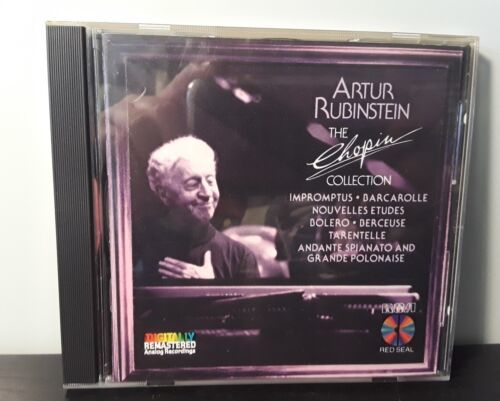 ARTUR
RUBINSTEIN
THE
Chopin
COLLECTION
IMPROMPTUS • BARCAROLLE
NOUVELLES ETUDES
BOLERO • BERCEUSE
TARENTELLE
ANDANTE SPIANATO AND
GRANDE POLONAISE
DIGITALLY
REMASTERED
Analog Recordings
RCA
RED SEAL